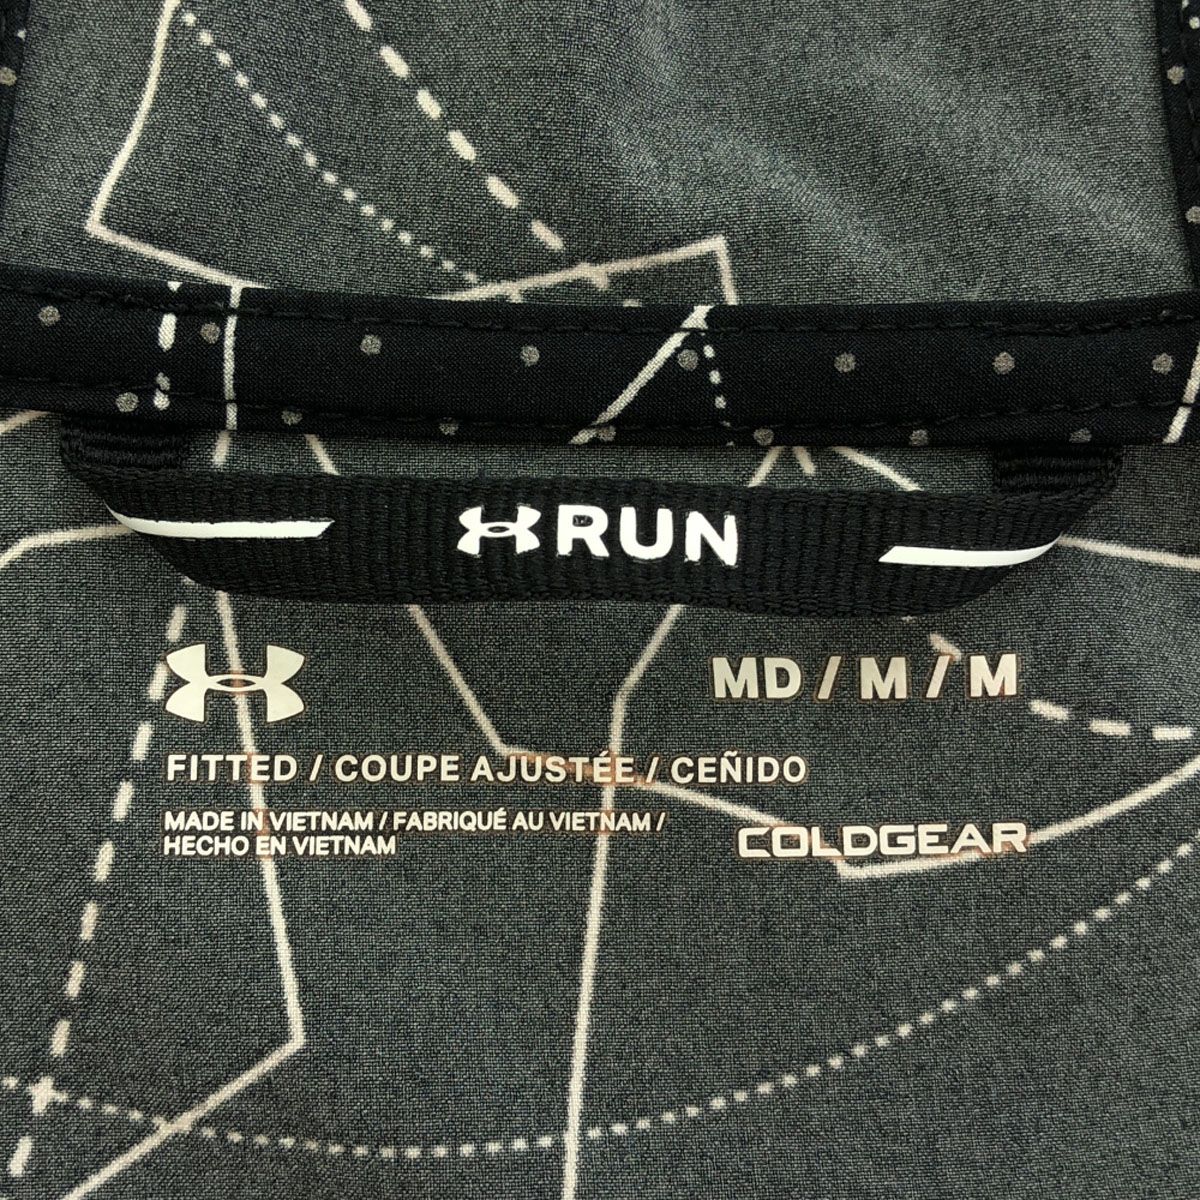 RUN
MD / M / M
FITTED / COUPE AJUSTÉE / CEÑIDO
MADE IN VIETNAM / FABRIQUÉ AU VIETNAM /
HECHO EN VIETNAM
COLDGEAR